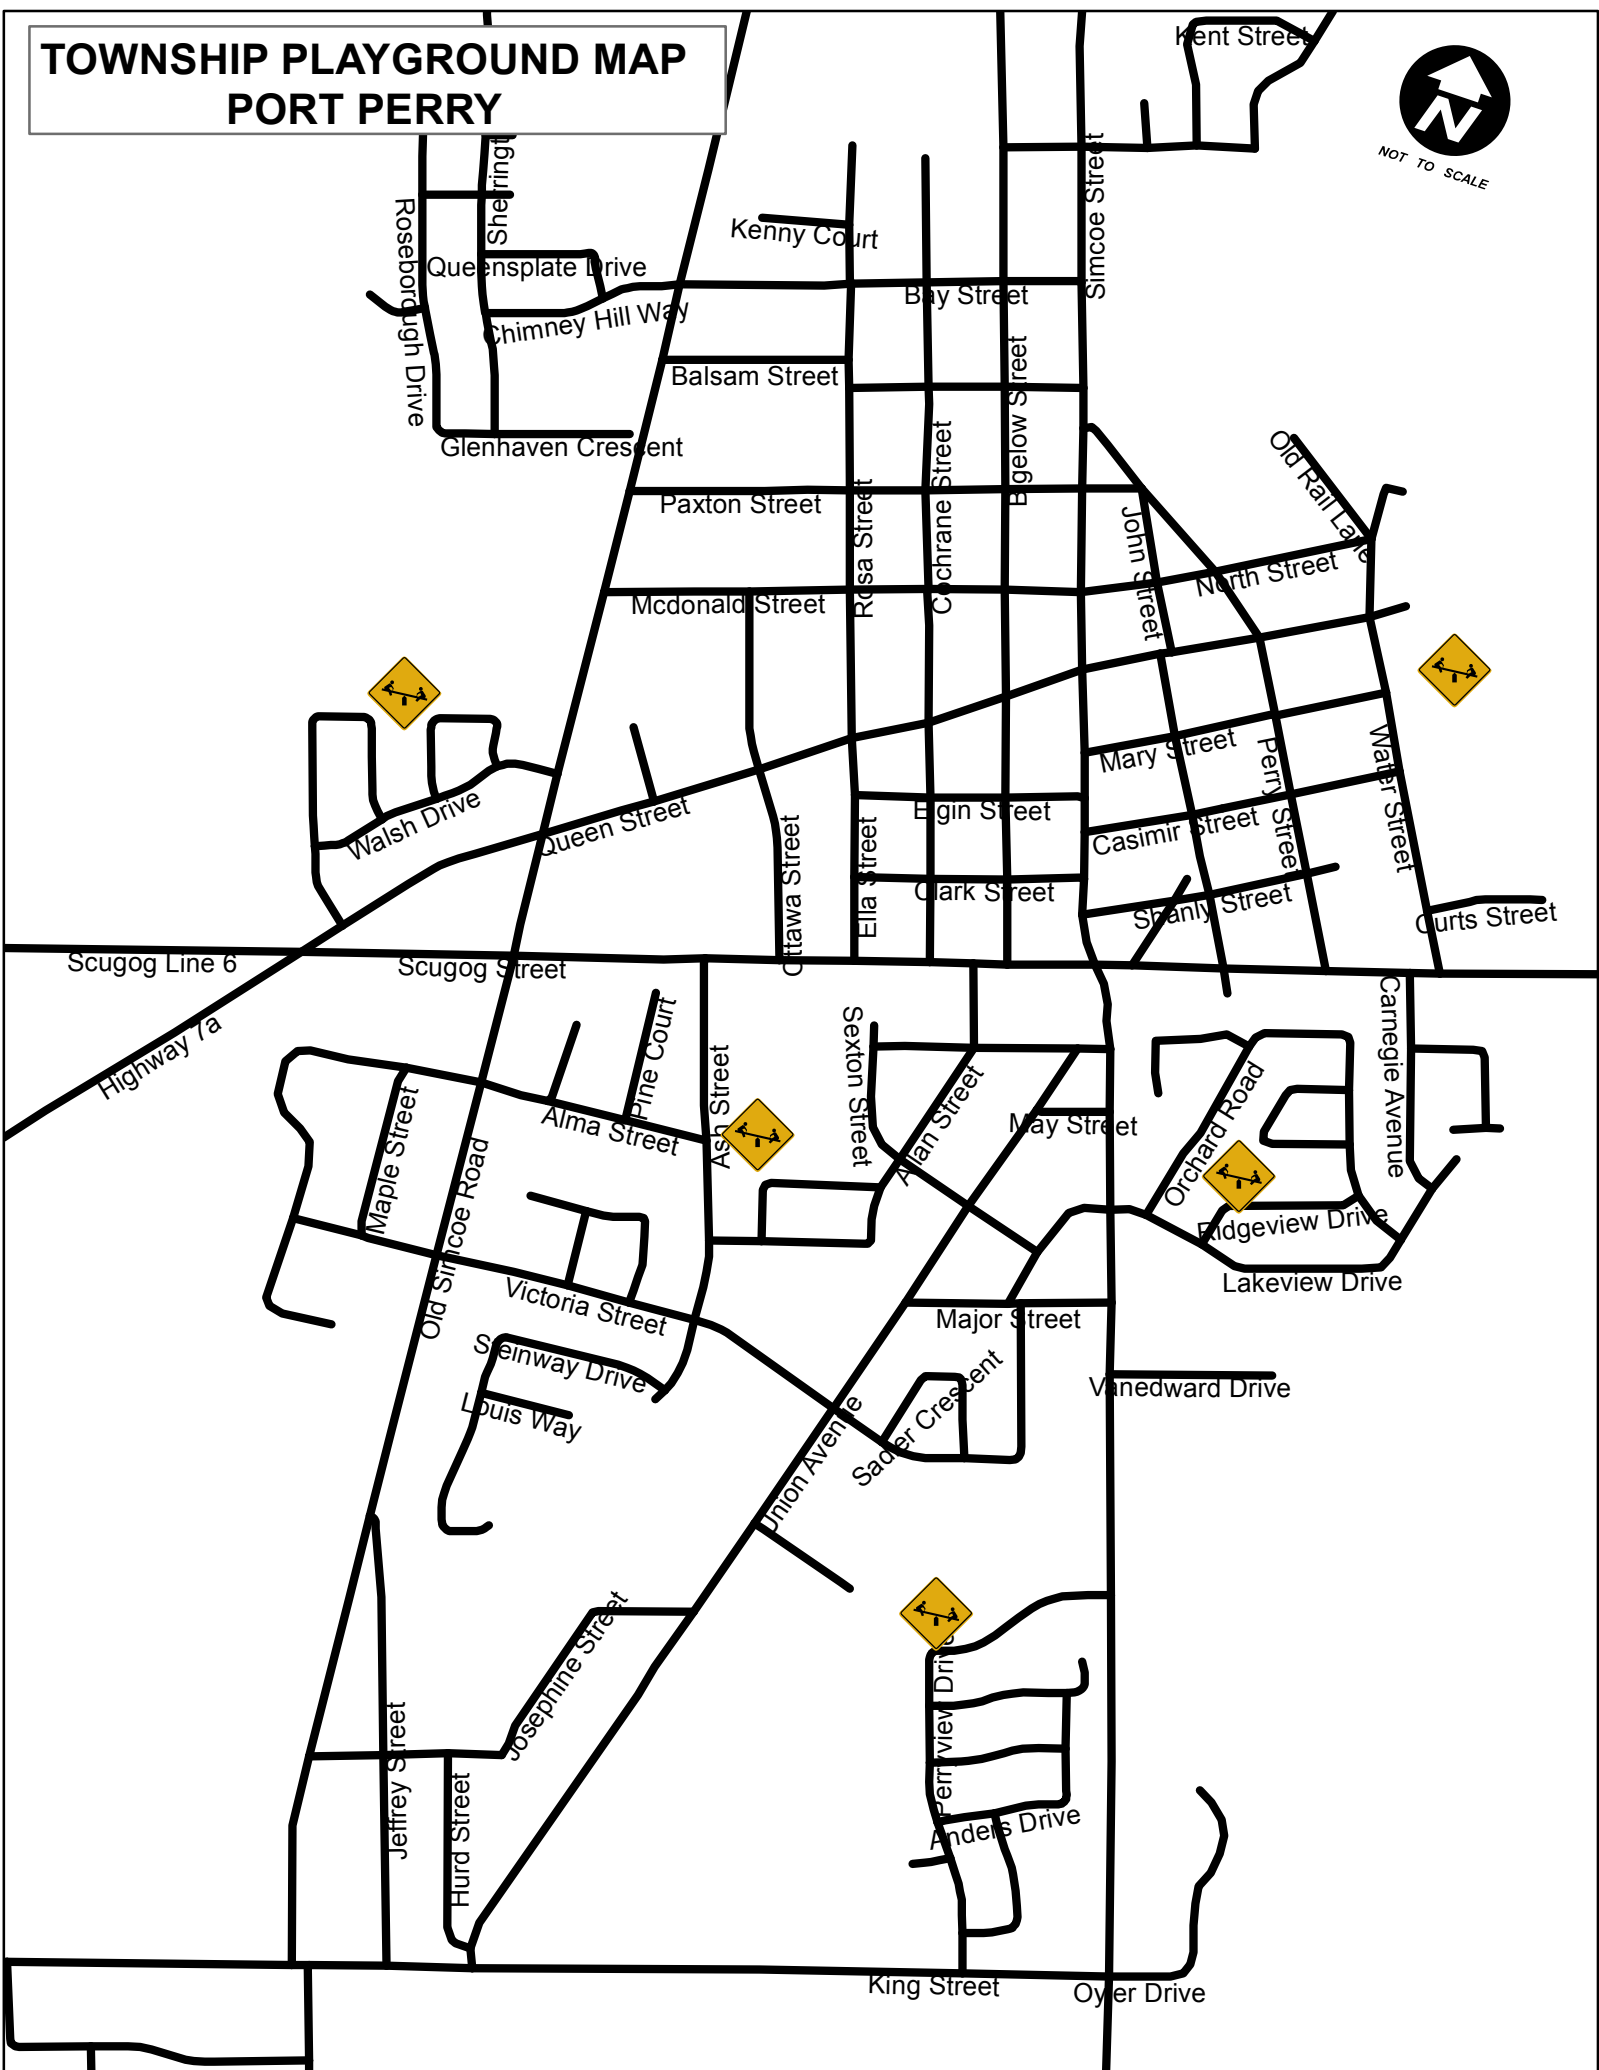 TOWNSHIP PLAYGROUND MAP
PORT PERRY
Kent Street
N
NOT TO SCALE
Simcoe Street
Roseborough Drive
Kenny Court
Queensplate Drive
Bay Street
Chimney Hill Way
Balsam Street
Bigelow Street
Glenhaven Crescent
Cochrane Street
Old Rail Lane
Paxton Street
Rosa Street
John Street
North Street
Mcdonald Street
Mary Street
Perry Street
Water Street
Walsh Drive
Queen Street
Elgin Street
Casimir Street
Ottawa Street
Ella Street
Clark Street
Shanly Street
Curts Street
Scugog Line 6
Scugog Street
Highway 7a
Pine Court
Ash Street
Sexton Street
Carnegie Avenue
Alma Street
Maple Street
Allan Street
May Street
Orchard Road
Old Simcoe Road
Ridgeview Drive
Lakeview Drive
Victoria Street
Major Street
Steinway Drive
Louis Way
Sadler Crescent
Vanedward Drive
Union Avenue
Josephine Street
Perryview Drive
Jeffrey Street
Hurd Street
Anders Drive
King Street
Oyler Drive